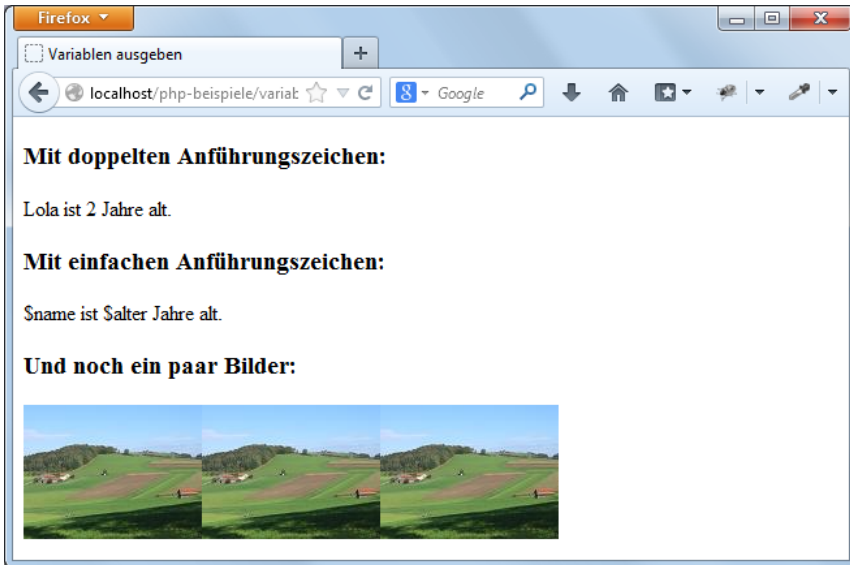 Firefox
Variablen ausgeben
localhost/php-beispiele/variab
Google
Mit doppelten Anführungszeichen:
Lola ist 2 Jahre alt.
Mit einfachen Anführungszeichen:
$name ist $alter Jahre alt.
Und noch ein paar Bilder: